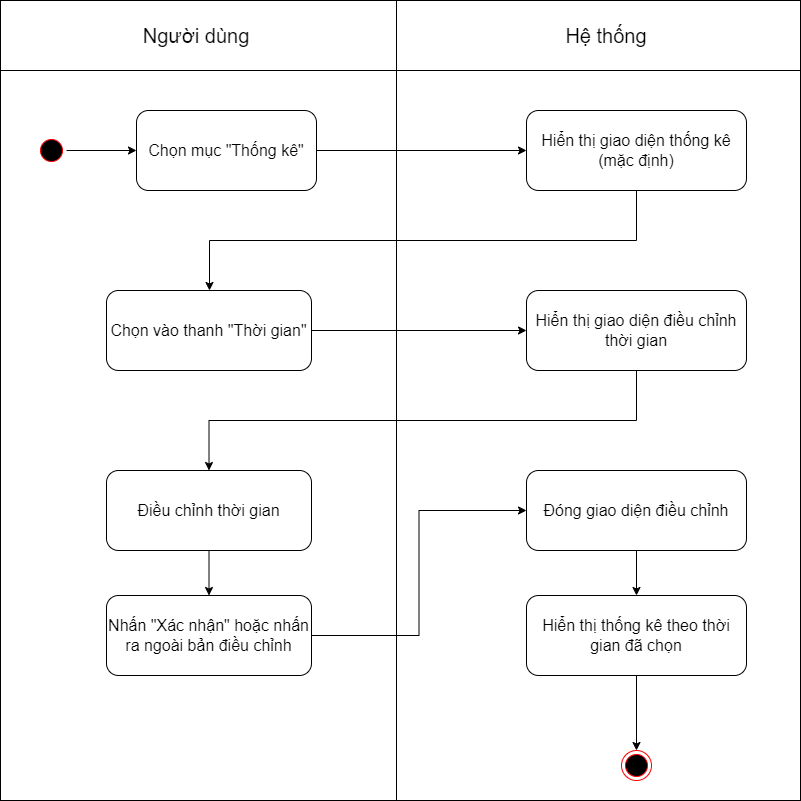 Người dùng
Hệ thống
Chọn mục "Thống kê"
Hiển thị giao diện thống kê
(mặc định)
Chọn vào thanh "Thời gian"
Hiển thị giao diện điều chỉnh
thời gian
Điều chỉnh thời gian
Đóng giao diện điều chỉnh
Nhấn "Xác nhận" hoặc nhấn
ra ngoài bản điều chỉnh
Hiển thị thống kê theo thời
gian đã chọn